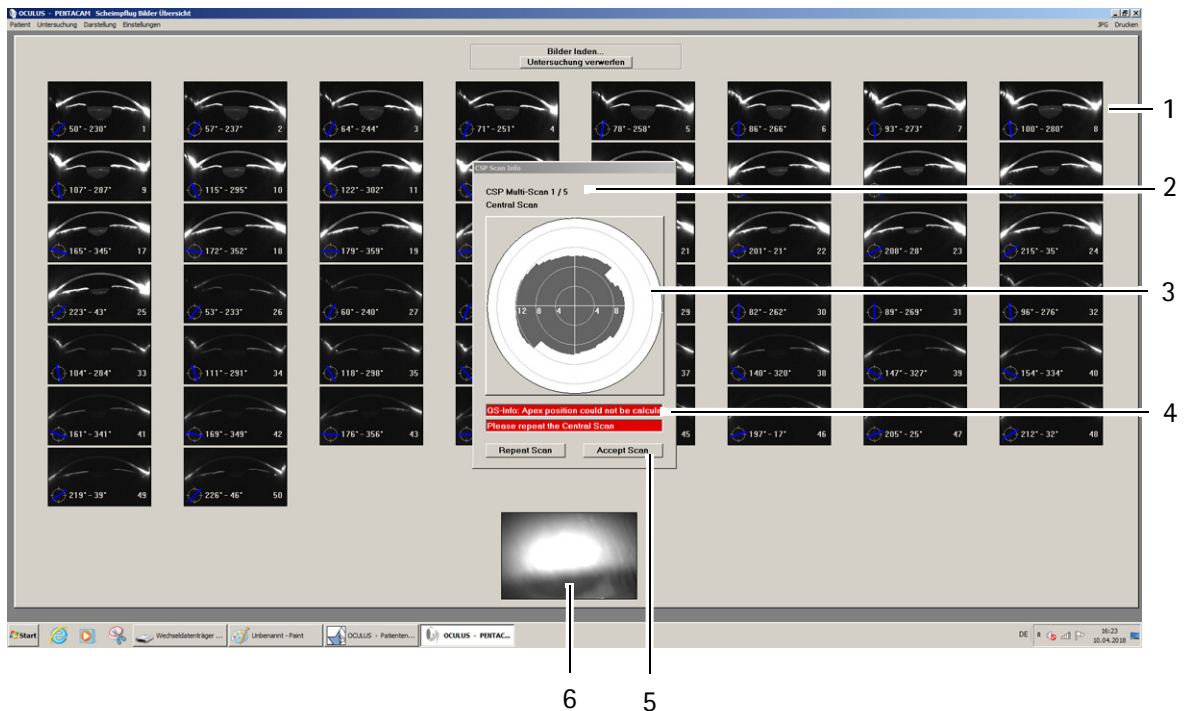 OCULUS - PENTACAM Scheimpflug Bilder Übersicht
Patient Untersuchung Darstellung Einstellungen JPG Drucken
Bilder laden...
Untersuchung verwerfen
50° - 230° 1
57° - 237° 2
64° - 244° 3
71° - 251° 4
78° - 258° 5
86° - 266° 6
93° - 273° 7
100° - 280° 8
1
107° - 287° 9
115° - 295° 10
122° - 302° 11
CSP Scan Info
CSP Multi-Scan 1 / 5
2
Central Scan
165° - 345° 17
172° - 352° 18
179° - 359° 19
21
201° - 21° 22
208° - 28° 23
215° - 35° 24
12 8 4 4 8
3
223° - 43° 25
53° - 233° 26
60° - 240° 27
29
82° - 262° 30
89° - 269° 31
96° - 276° 32
104° - 284° 33
111° - 291° 34
118° - 298° 35
37
140° - 320° 38
147° - 327° 39
154° - 334° 40
QS-Info: Apex position could not be calcul
4
Please repeat the Central Scan
161° - 341° 41
169° - 349° 42
176° - 356° 43
45
197° - 17° 46
205° - 25° 47
212° - 32° 48
Repeat Scan Accept Scan
219° - 39° 49
226° - 46° 50
Start
Wechseldatenträger ...
Unbenannt - Paint
OCULUS - Patienten...
OCULUS - PENTAC...
DE
16:23
10.04.2018
6
5